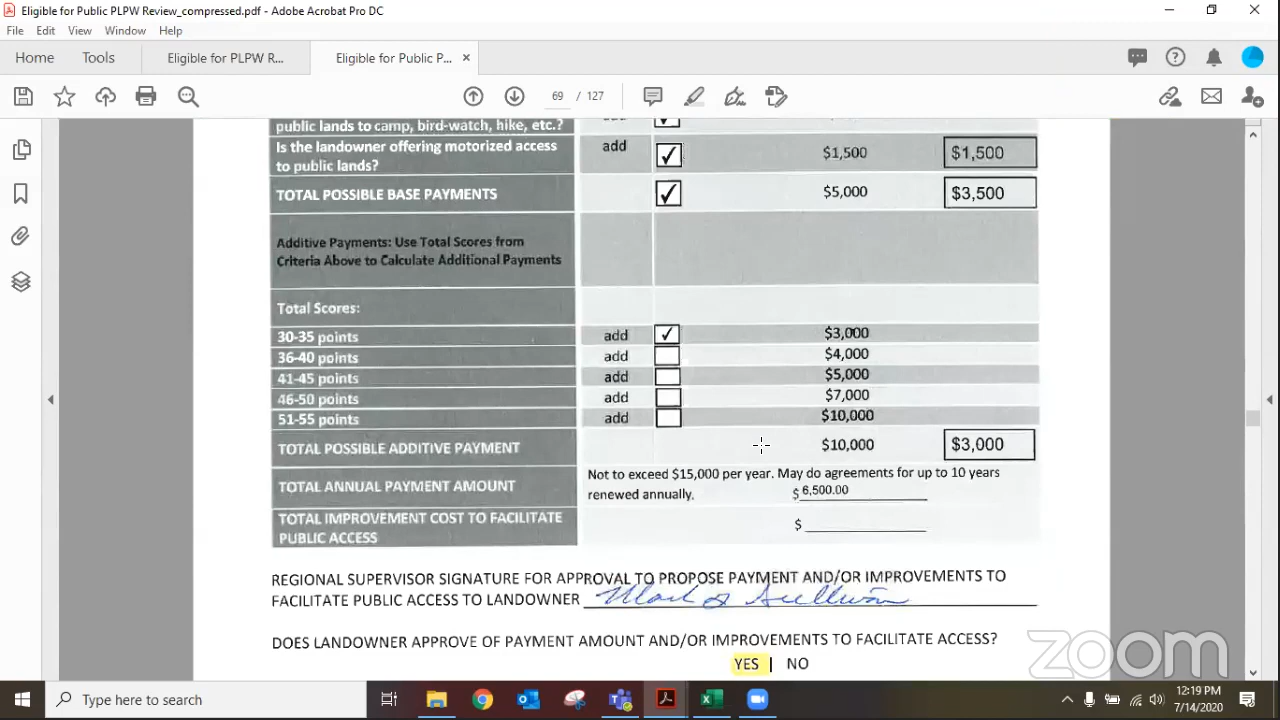 Eligible for Public PLPW Review_compressed.pdf - Adobe Acrobat Pro DC
File Edit View Window Help
Home Tools Eligible for PLPW R... Eligible for Public P... ×
69 / 127
public lands to camp, bird-watch, hike, etc.?
Is the landowner offering motorized access add $1,500 $1,500
to public lands?
TOTAL POSSIBLE BASE PAYMENTS $5,000 $3,500
Additive Payments: Use Total Scores from
Criteria Above to Calculate Additional Payments
Total Scores:
30-35 points add $3,000
36-40 points add $4,000
41-45 points add $5,000
46-50 points add $7,000
51-55 points add $10,000
TOTAL POSSIBLE ADDITIVE PAYMENT $10,000 $3,000
Not to exceed $15,000 per year. May do agreements for up to 10 years
TOTAL ANNUAL PAYMENT AMOUNT renewed annually. $ 6,500.00
TOTAL IMPROVEMENT COST TO FACILITATE $
PUBLIC ACCESS
REGIONAL SUPERVISOR SIGNATURE FOR APPROVAL TO PROPOSE PAYMENT AND/OR IMPROVEMENTS TO
FACILITATE PUBLIC ACCESS TO LANDOWNER
DOES LANDOWNER APPROVE OF PAYMENT AMOUNT AND/OR IMPROVEMENTS TO FACILITATE ACCESS?
YES NO
zoom
Type here to search
12:19 PM
7/14/2020